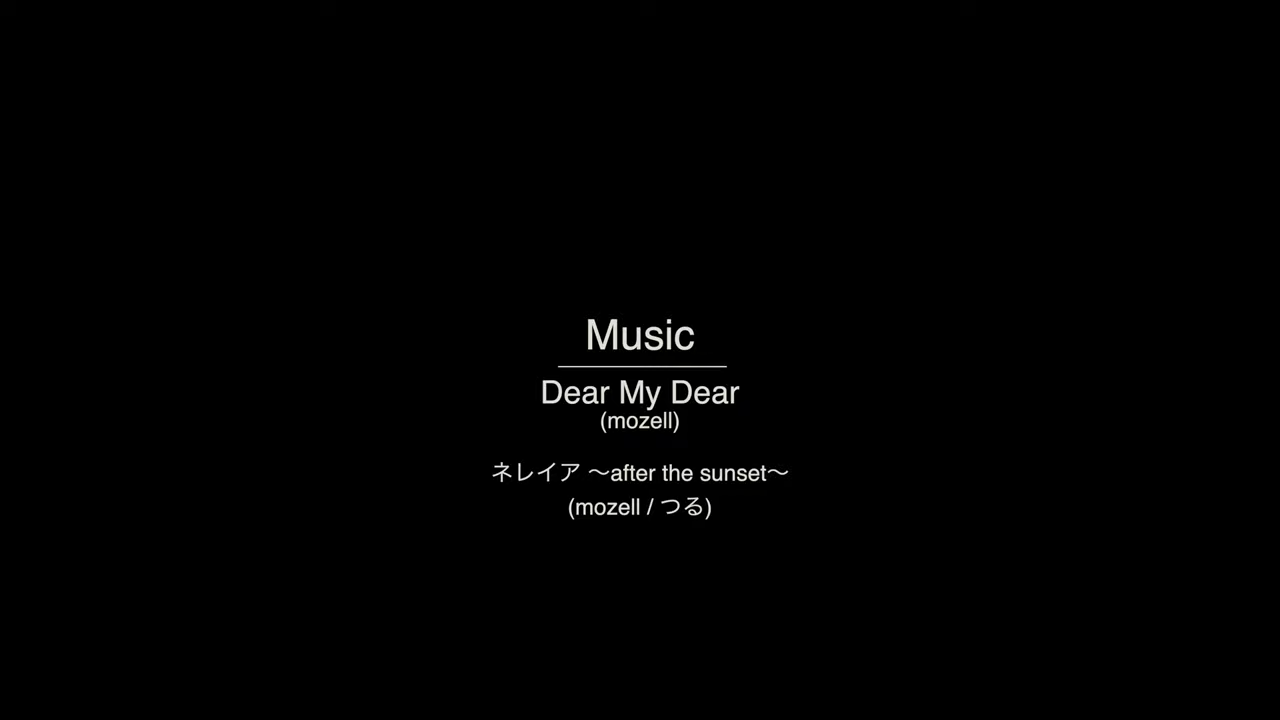 Music
Dear My Dear
(mozell)
ネレイア 〜after the sunset〜
(mozell / つる)